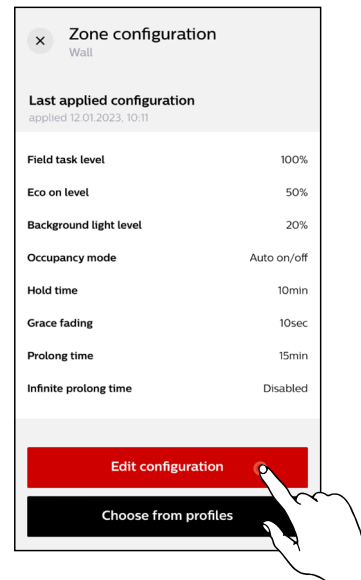 Zone configuration
Wall
Last applied configuration
applied 12.01.2023, 10:11
Field task level 100%
Eco on level 50%
Background light level 20%
Occupancy mode Auto on/off
Hold time 10min
Grace fading 10sec
Prolong time 15min
Infinite prolong time Disabled
Edit configuration
Choose from profiles